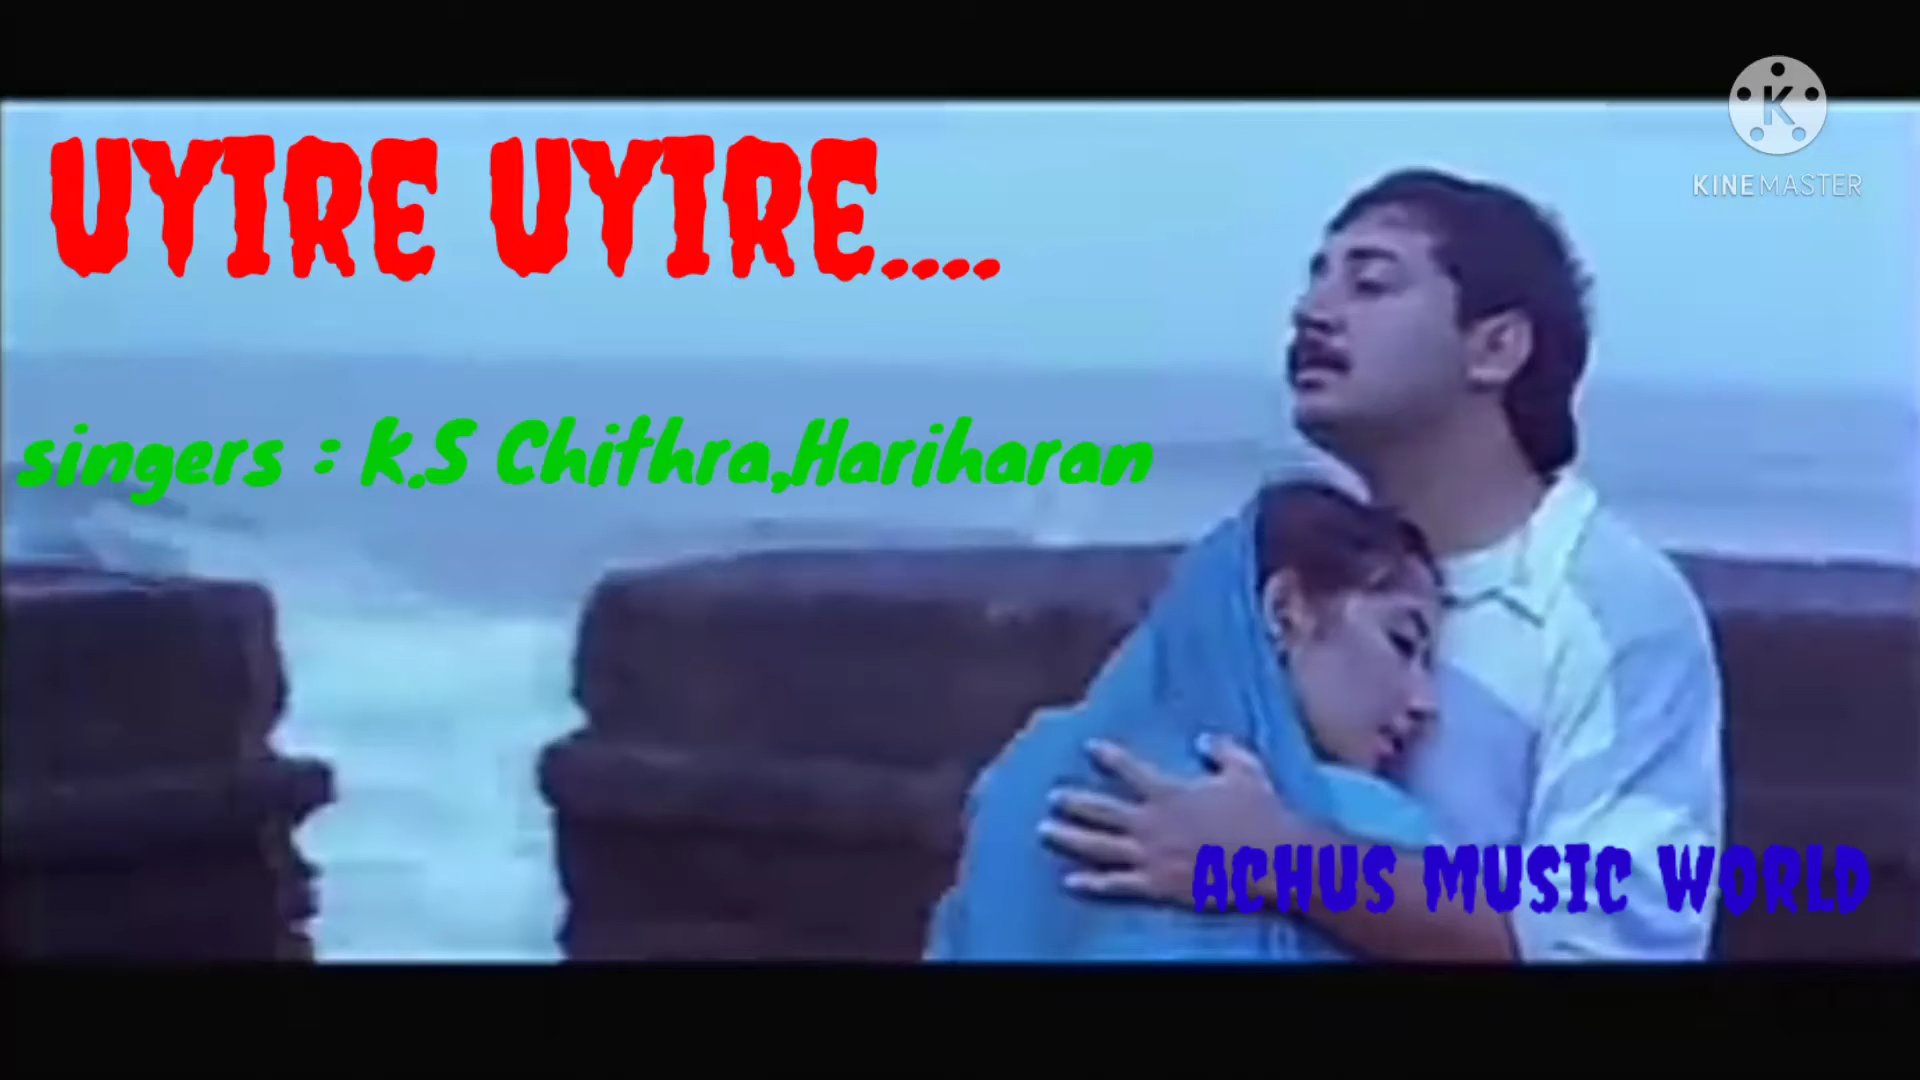 UYIRE UYIRE....
K
KINEMASTER
singers : K.S Chithra,Hariharan
ACHUS MUSIC WORLD